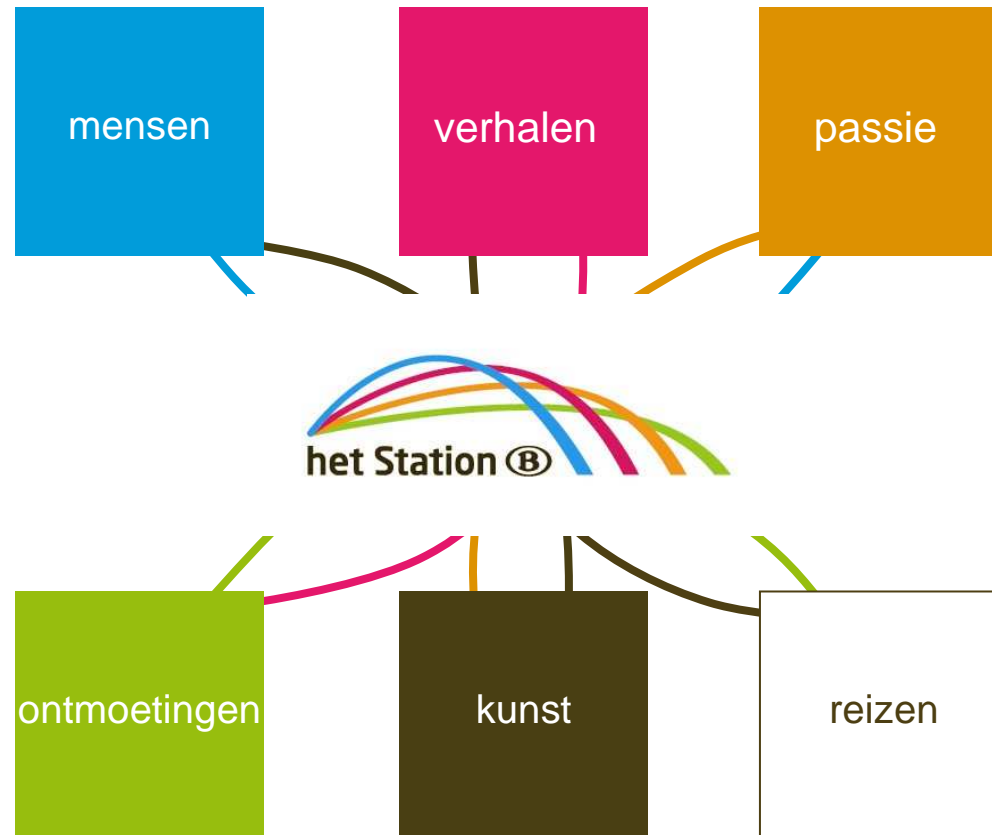 mensen
verhalen
passie
het Station B
ontmoetingen
kunst
reizen